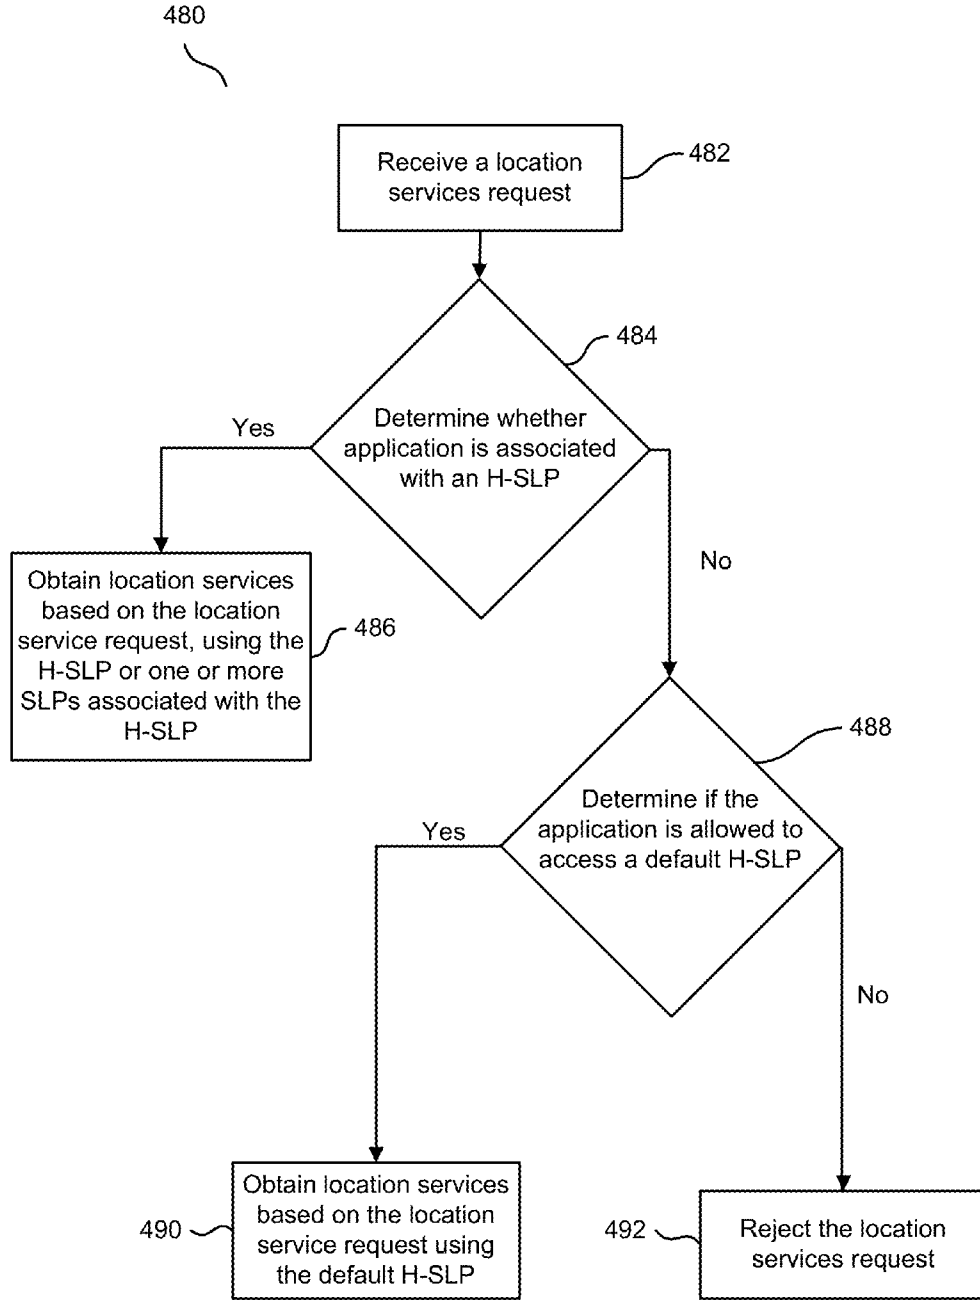 480
Receive a location
services request
482
484
Determine whether
application is associated
with an H-SLP
Yes
No
Obtain location services
based on the location
service request, using the
H-SLP or one or more
SLPs associated with the
H-SLP
486
488
Determine if the
application is allowed to
access a default H-SLP
Yes
No
Obtain location services
based on the location
service request using
the default H-SLP
490
492
Reject the location
services request